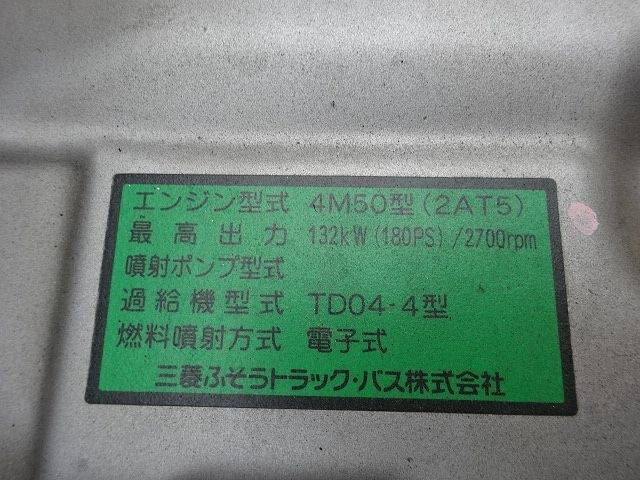 エンジン型式 4M50型(2AT5)
最高出力 132kW(180PS)/2700rpm
噴射ポンプ型式
過給機型式 TD04-4型
燃料噴射方式 電子式
三菱ふそうトラック・バス株式会社